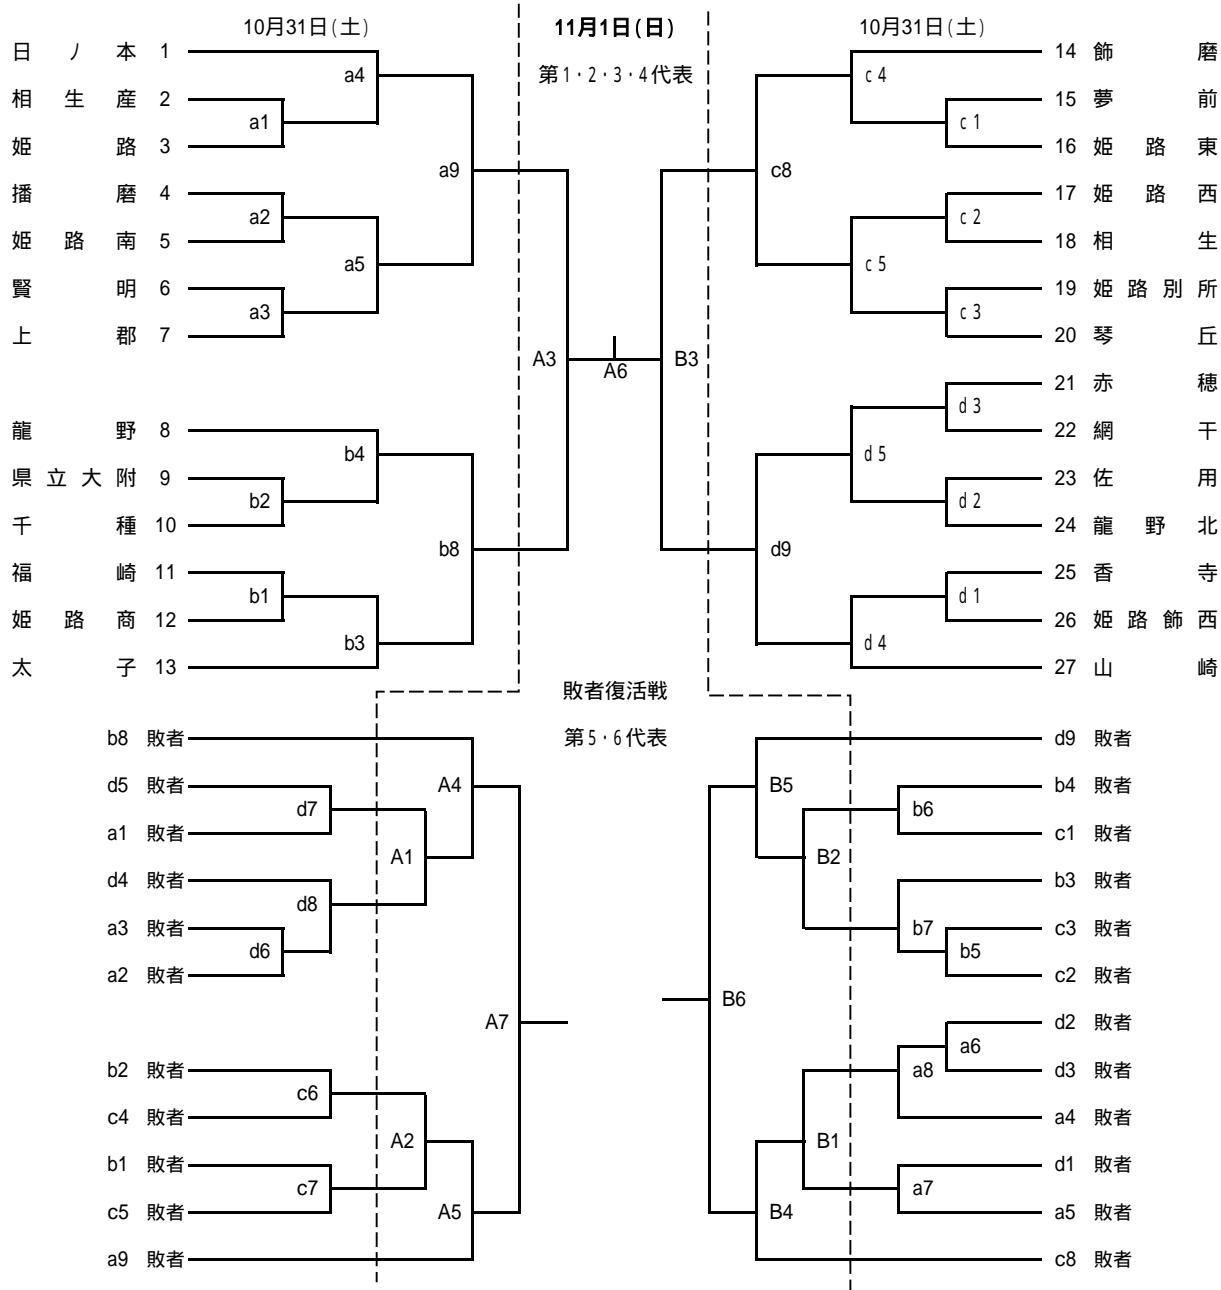 10月31日(土) 11月1日(日) 10月31日(土)
日ノ本 1 14 飾磨
a4 第1・2・3・4代表 c4
相生産 2 15 夢前
a1 c1
姫路 3 16 姫路東
a9 c8
播磨 4 17 姫路西
a2 c2
姫路南 5 18 相生
a5 c5
賢明 6 19 姫路別所
a3 c3
上郡 7 20 琴丘
A3 A6 B3
21 赤穂
d3
龍野 8 22 網干
b4 d5
県立大附 9 23 佐用
b2 d2
千種 10 24 龍野北
b8 d9
福崎 11 25 香寺
b1 d1
姫路商 12 26 姫路飾西
b3 d4
太子 13 27 山崎
敗者復活戦
b8 敗者 第5・6代表 d9 敗者
d5 敗者 A4 B5 b4 敗者
d7 b6
a1 敗者 c1 敗者
A1 B2
d4 敗者 b3 敗者
d8
a3 敗者 b7 c3 敗者
d6 b5
a2 敗者 c2 敗者
B6
A7 d2 敗者
a6
b2 敗者 a8 d3 敗者
c6
c4 敗者 a4 敗者
A2 B1
b1 敗者 d1 敗者
c7 a7
c5 敗者 A5 B4 a5 敗者
a9 敗者 c8 敗者